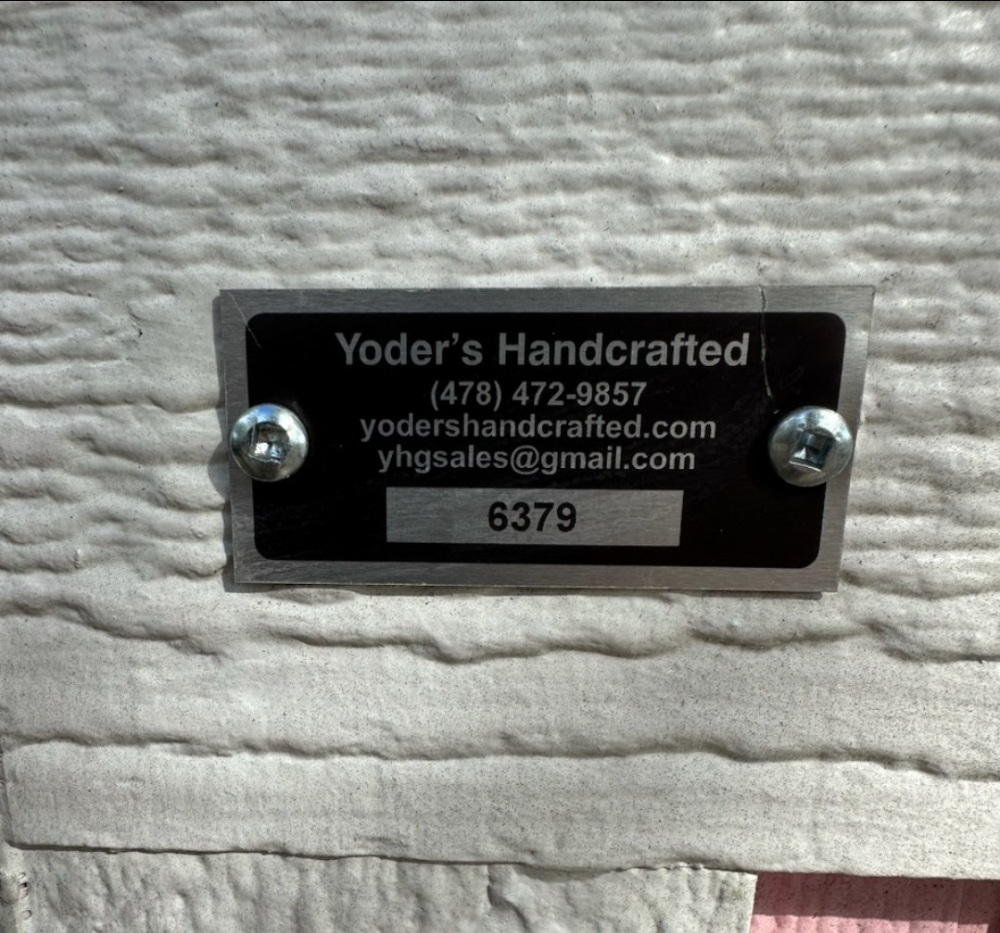 Yoder's Handcrafted
(478) 472-9857
yodershandcrafted.com
yhgsales@gmail.com
6379